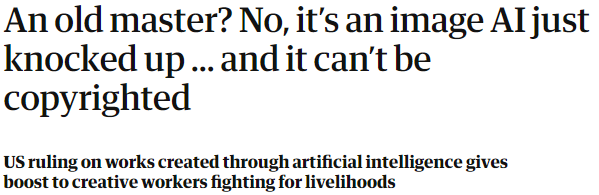 An old master? No, it’s an image AI just
knocked up … and it can’t be
copyrighted
US ruling on works created through artificial intelligence gives
boost to creative workers fighting for livelihoods